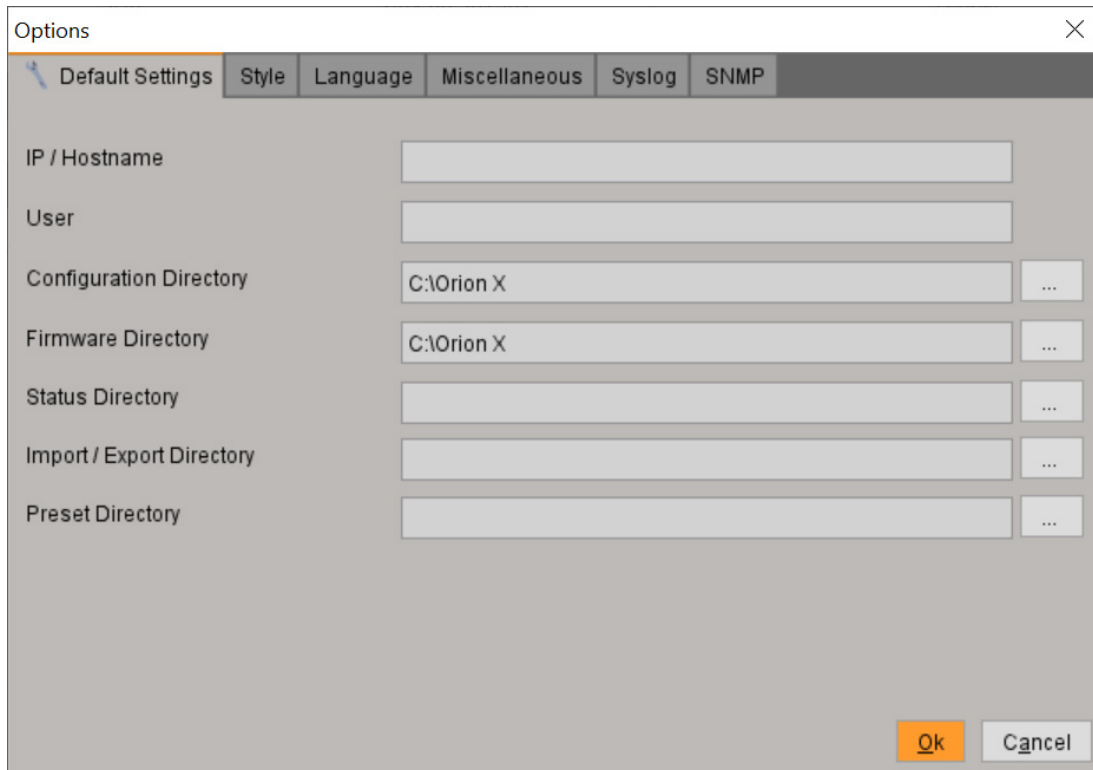 Options
Default Settings Style Language Miscellaneous Syslog SNMP
IP / Hostname
User
Configuration Directory C:\Orion X ...
Firmware Directory C:\Orion X ...
Status Directory ...
Import / Export Directory ...
Preset Directory ...
Ok Cancel